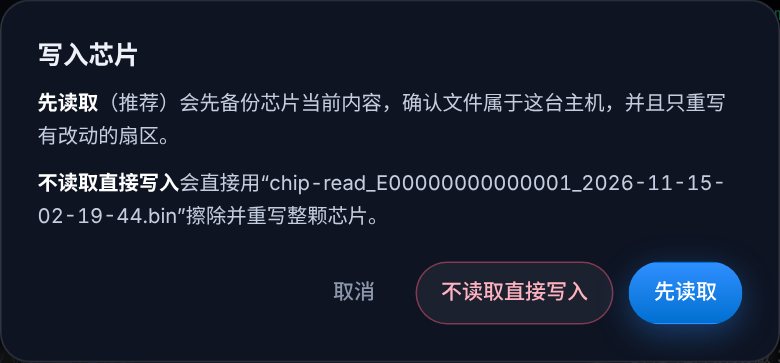 写入芯片
先读取（推荐）会先备份芯片当前内容，确认文件属于这台主机，并且只重写
有改动的扇区。
不读取直接写入会直接用“chip-read_E00000000000001_2026-11-15-
02-19-44.bin”擦除并重写整颗芯片。
取消 不读取直接写入 先读取